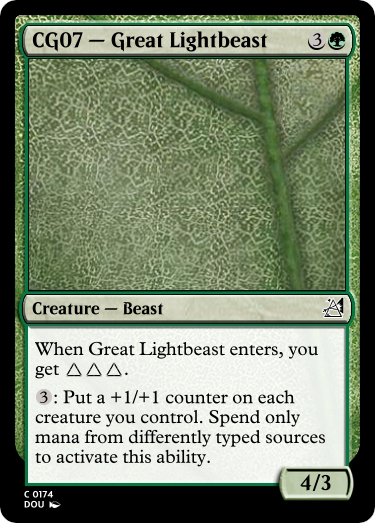 CG07 — Great Lightbeast 3
Creature — Beast
When Great Lightbeast enters, you
get △ △ △.
3: Put a +1/+1 counter on each
creature you control. Spend only
mana from differently typed sources
to activate this ability.
4/3
C 0174
DOU